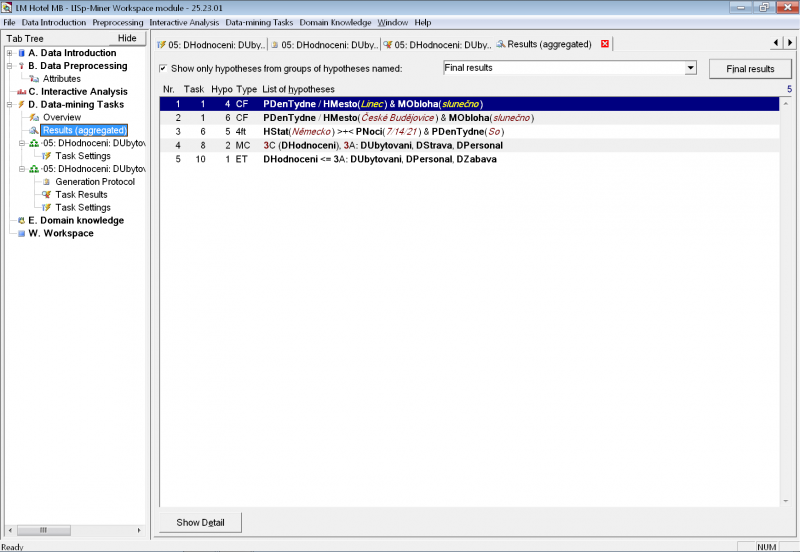 LM Hotel MB - LISp-Miner Workspace module - 25.23.01
File Data Introduction Preprocessing Interactive Analysis Data-mining Tasks Domain Knowledge Window Help
Tab Tree Hide
A. Data Introduction
B. Data Preprocessing
Attributes
C. Interactive Analysis
D. Data-mining Tasks
Overview
Results (aggregated)
-05: DHodnoceni: DUbytov
Task Settings
-05: DHodnoceni: DUbytov
Generation Protocol
Task Results
Task Settings
E. Domain knowledge
W. Workspace
05: DHodnoceni: DUby.. 05: DHodnoceni: DUby.. 05: DHodnoceni: DUby.. Results (aggregated)
Show only hypotheses from groups of hypotheses named: Final results Final results
Nr. Task Hypo Type List of hypotheses 5
1 1 4 CF PDenTydne / HMesto(Linec) & MObloha(slunečno)
2 1 6 CF PDenTydne / HMesto(České Budějovice) & MObloha(slunečno)
3 6 5 4ft HStat(Německo) >÷< PNoci(7/14/21) & PDenTydne(So)
4 8 2 MC 3C (DHodnoceni), 3A: DUbytovani, DStrava, DPersonal
5 10 1 ET DHodnoceni <= 3A: DUbytovani, DPersonal, DZabava
Show Detail
Ready NUM